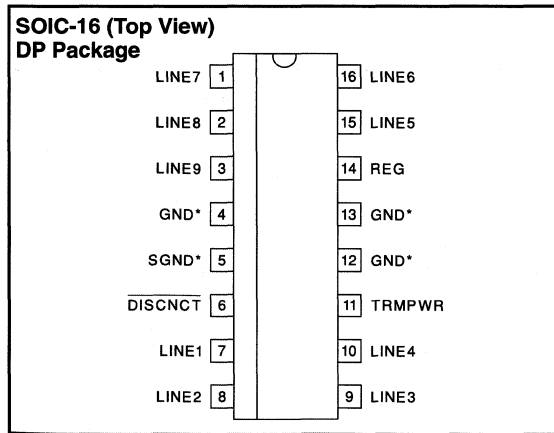 SOIC-16 (Top View)
DP Package
LINE7 1 16 LINE6
LINE8 2 15 LINE5
LINE9 3 14 REG
GND* 4 13 GND*
SGND* 5 12 GND*
DISCNCT 6 11 TRMPWR
LINE1 7 10 LINE4
LINE2 8 9 LINE3